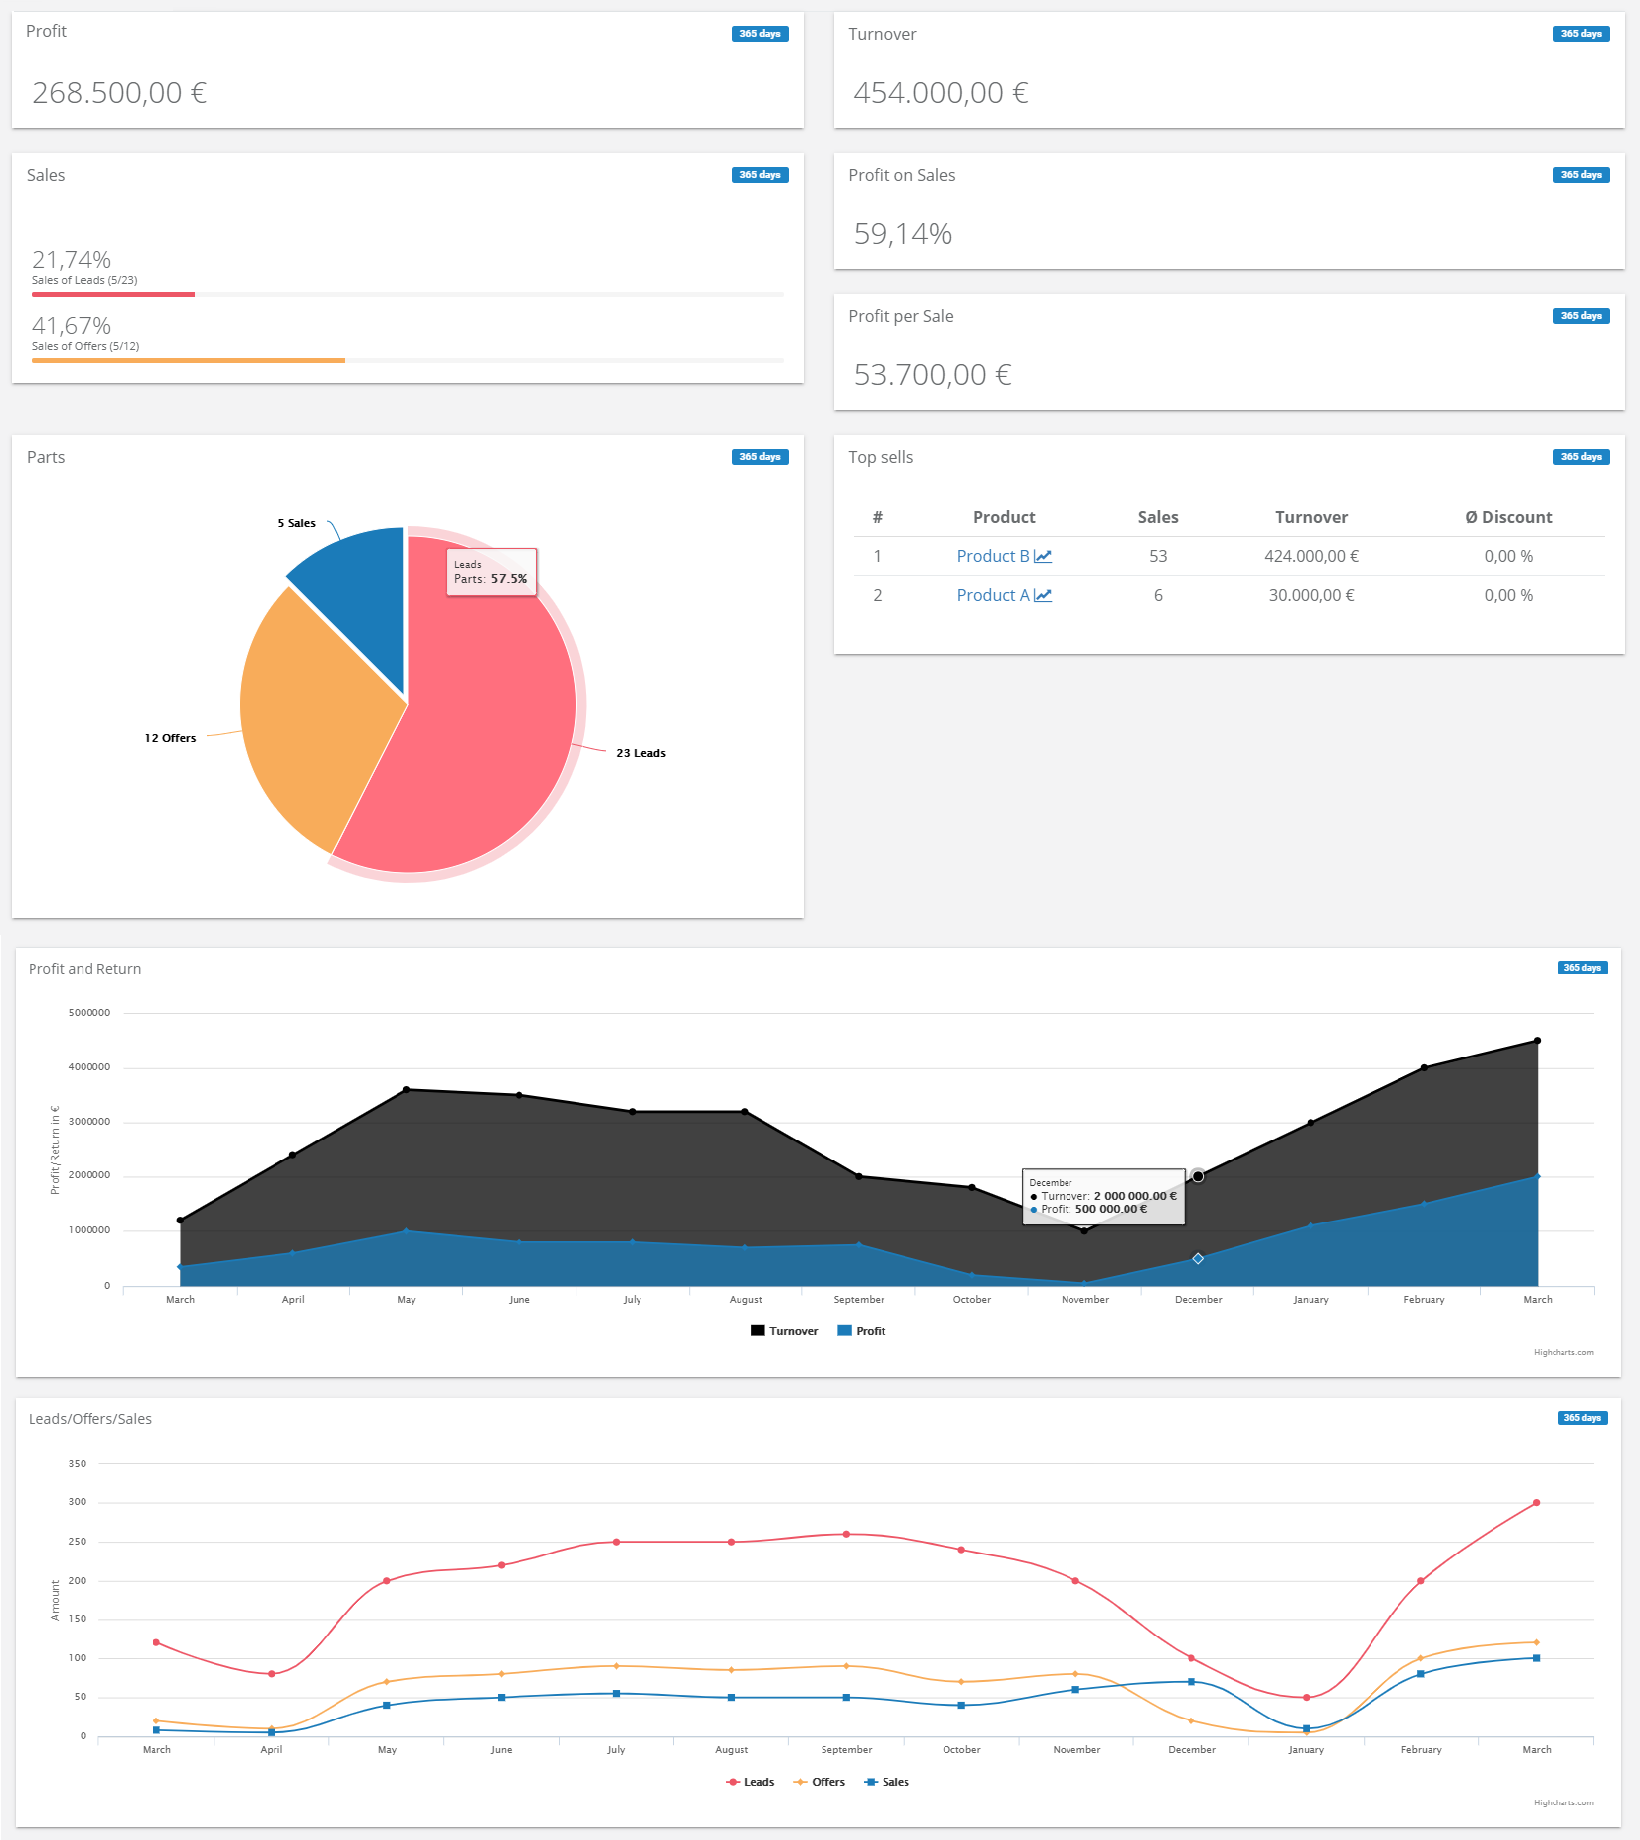 Profit
365 days
268.500,00 €
Turnover
365 days
454.000,00 €
Sales
365 days
21,74%
Sales of Leads (5/23)
41,67%
Sales of Offers (5/12)
Profit on Sales
365 days
59,14%
Profit per Sale
365 days
53.700,00 €
Parts
365 days
5 Sales
Leads
Parts: 57.5%
12 Offers
23 Leads
Top sells
365 days
# Product Sales Turnover Ø Discount
1 Product B 53 424.000,00 € 0,00 %
2 Product A 6 30.000,00 € 0,00 %
Profit and Return
365 days
Profit/Return in €
5000000
4000000
3000000
2000000
1000000
0
December
Turnover: 2 000 000.00 €
Profit: 500 000.00 €
March April May June July August September October November December January February March
Turnover Profit
Highcharts.com
Leads/Offers/Sales
365 days
Amount
350
300
250
200
150
100
50
0
March April May June July August September October November December January February March
Leads Offers Sales
Highcharts.com